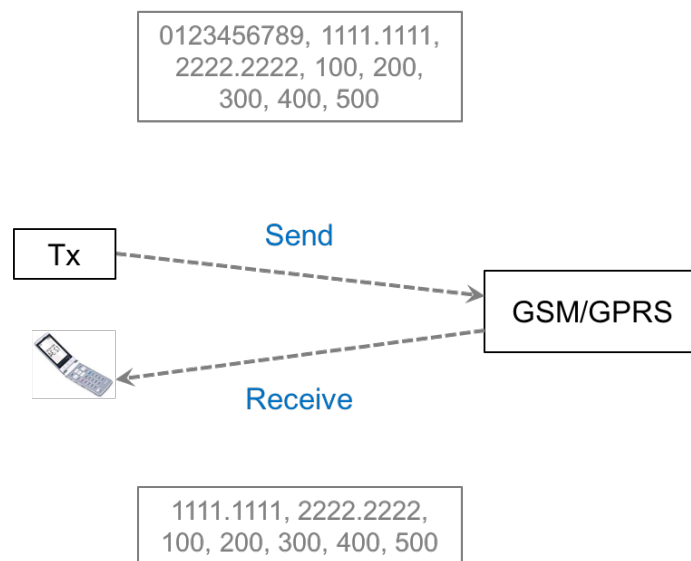 0123456789, 1111.1111,
2222.2222, 100, 200,
300, 400, 500
Send
Tx
GSM/GPRS
Receive
1111.1111, 2222.2222,
100, 200, 300, 400, 500